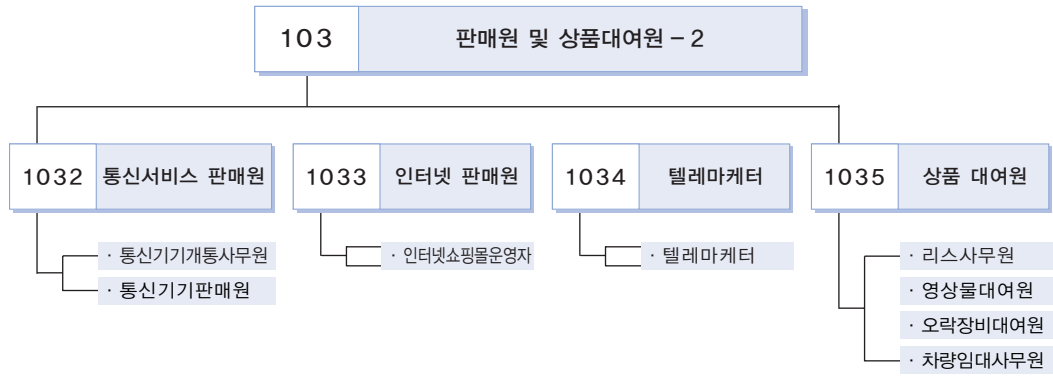 103 판매원 및 상품대여원 – 2
1032 통신서비스 판매원
· 통신기기개통사무원
· 통신기기판매원
1033 인터넷 판매원
· 인터넷쇼핑몰운영자
1034 텔레마케터
· 텔레마케터
1035 상품 대여원
· 리스사무원
· 영상물대여원
· 오락장비대여원
· 차량임대사무원